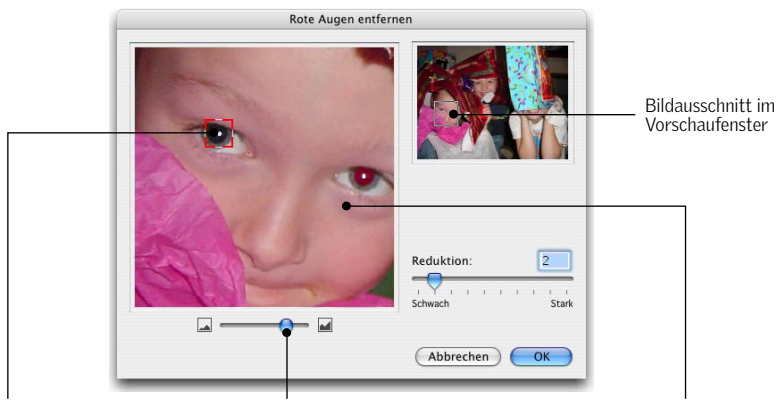 Rote Augen entfernen
Bildausschnitt im
Vorschaufenster
Reduktion:
2
Schwach
Stark
Abbrechen
OK